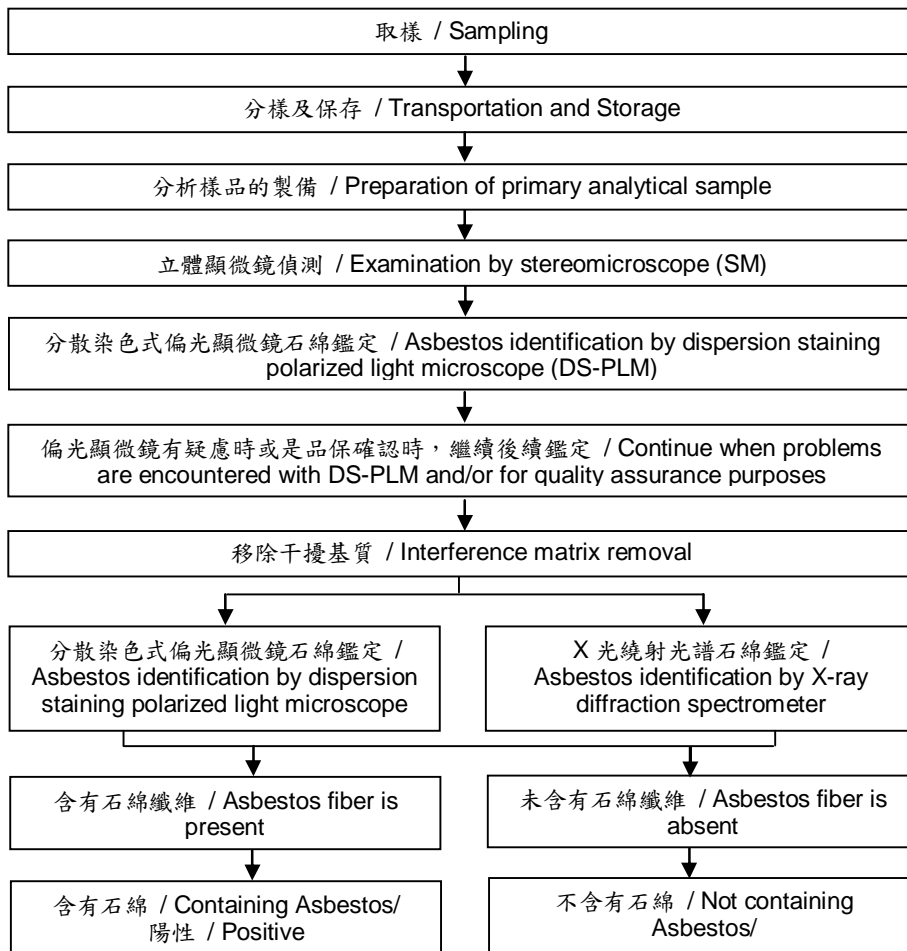 取樣 / Sampling
分樣及保存 / Transportation and Storage
分析樣品的製備 / Preparation of primary analytical sample
立體顯微鏡偵測 / Examination by stereomicroscope (SM)
分散染色式偏光顯微鏡石綿鑑定 / Asbestos identification by dispersion staining
polarized light microscope (DS-PLM)
偏光顯微鏡有疑慮時或是品保確認時，繼續後續鑑定 / Continue when problems
are encountered with DS-PLM and/or for quality assurance purposes
移除干擾基質 / Interference matrix removal
分散染色式偏光顯微鏡石綿鑑定 /
Asbestos identification by dispersion
staining polarized light microscope
X 光繞射光譜石綿鑑定 /
Asbestos identification by X-ray
diffraction spectrometer
含有石綿纖維 / Asbestos fiber is
present
未含有石綿纖維 / Asbestos fiber is
absent
含有石綿 / Containing Asbestos/
陽性 / Positive
不含有石綿 / Not containing
Asbestos/